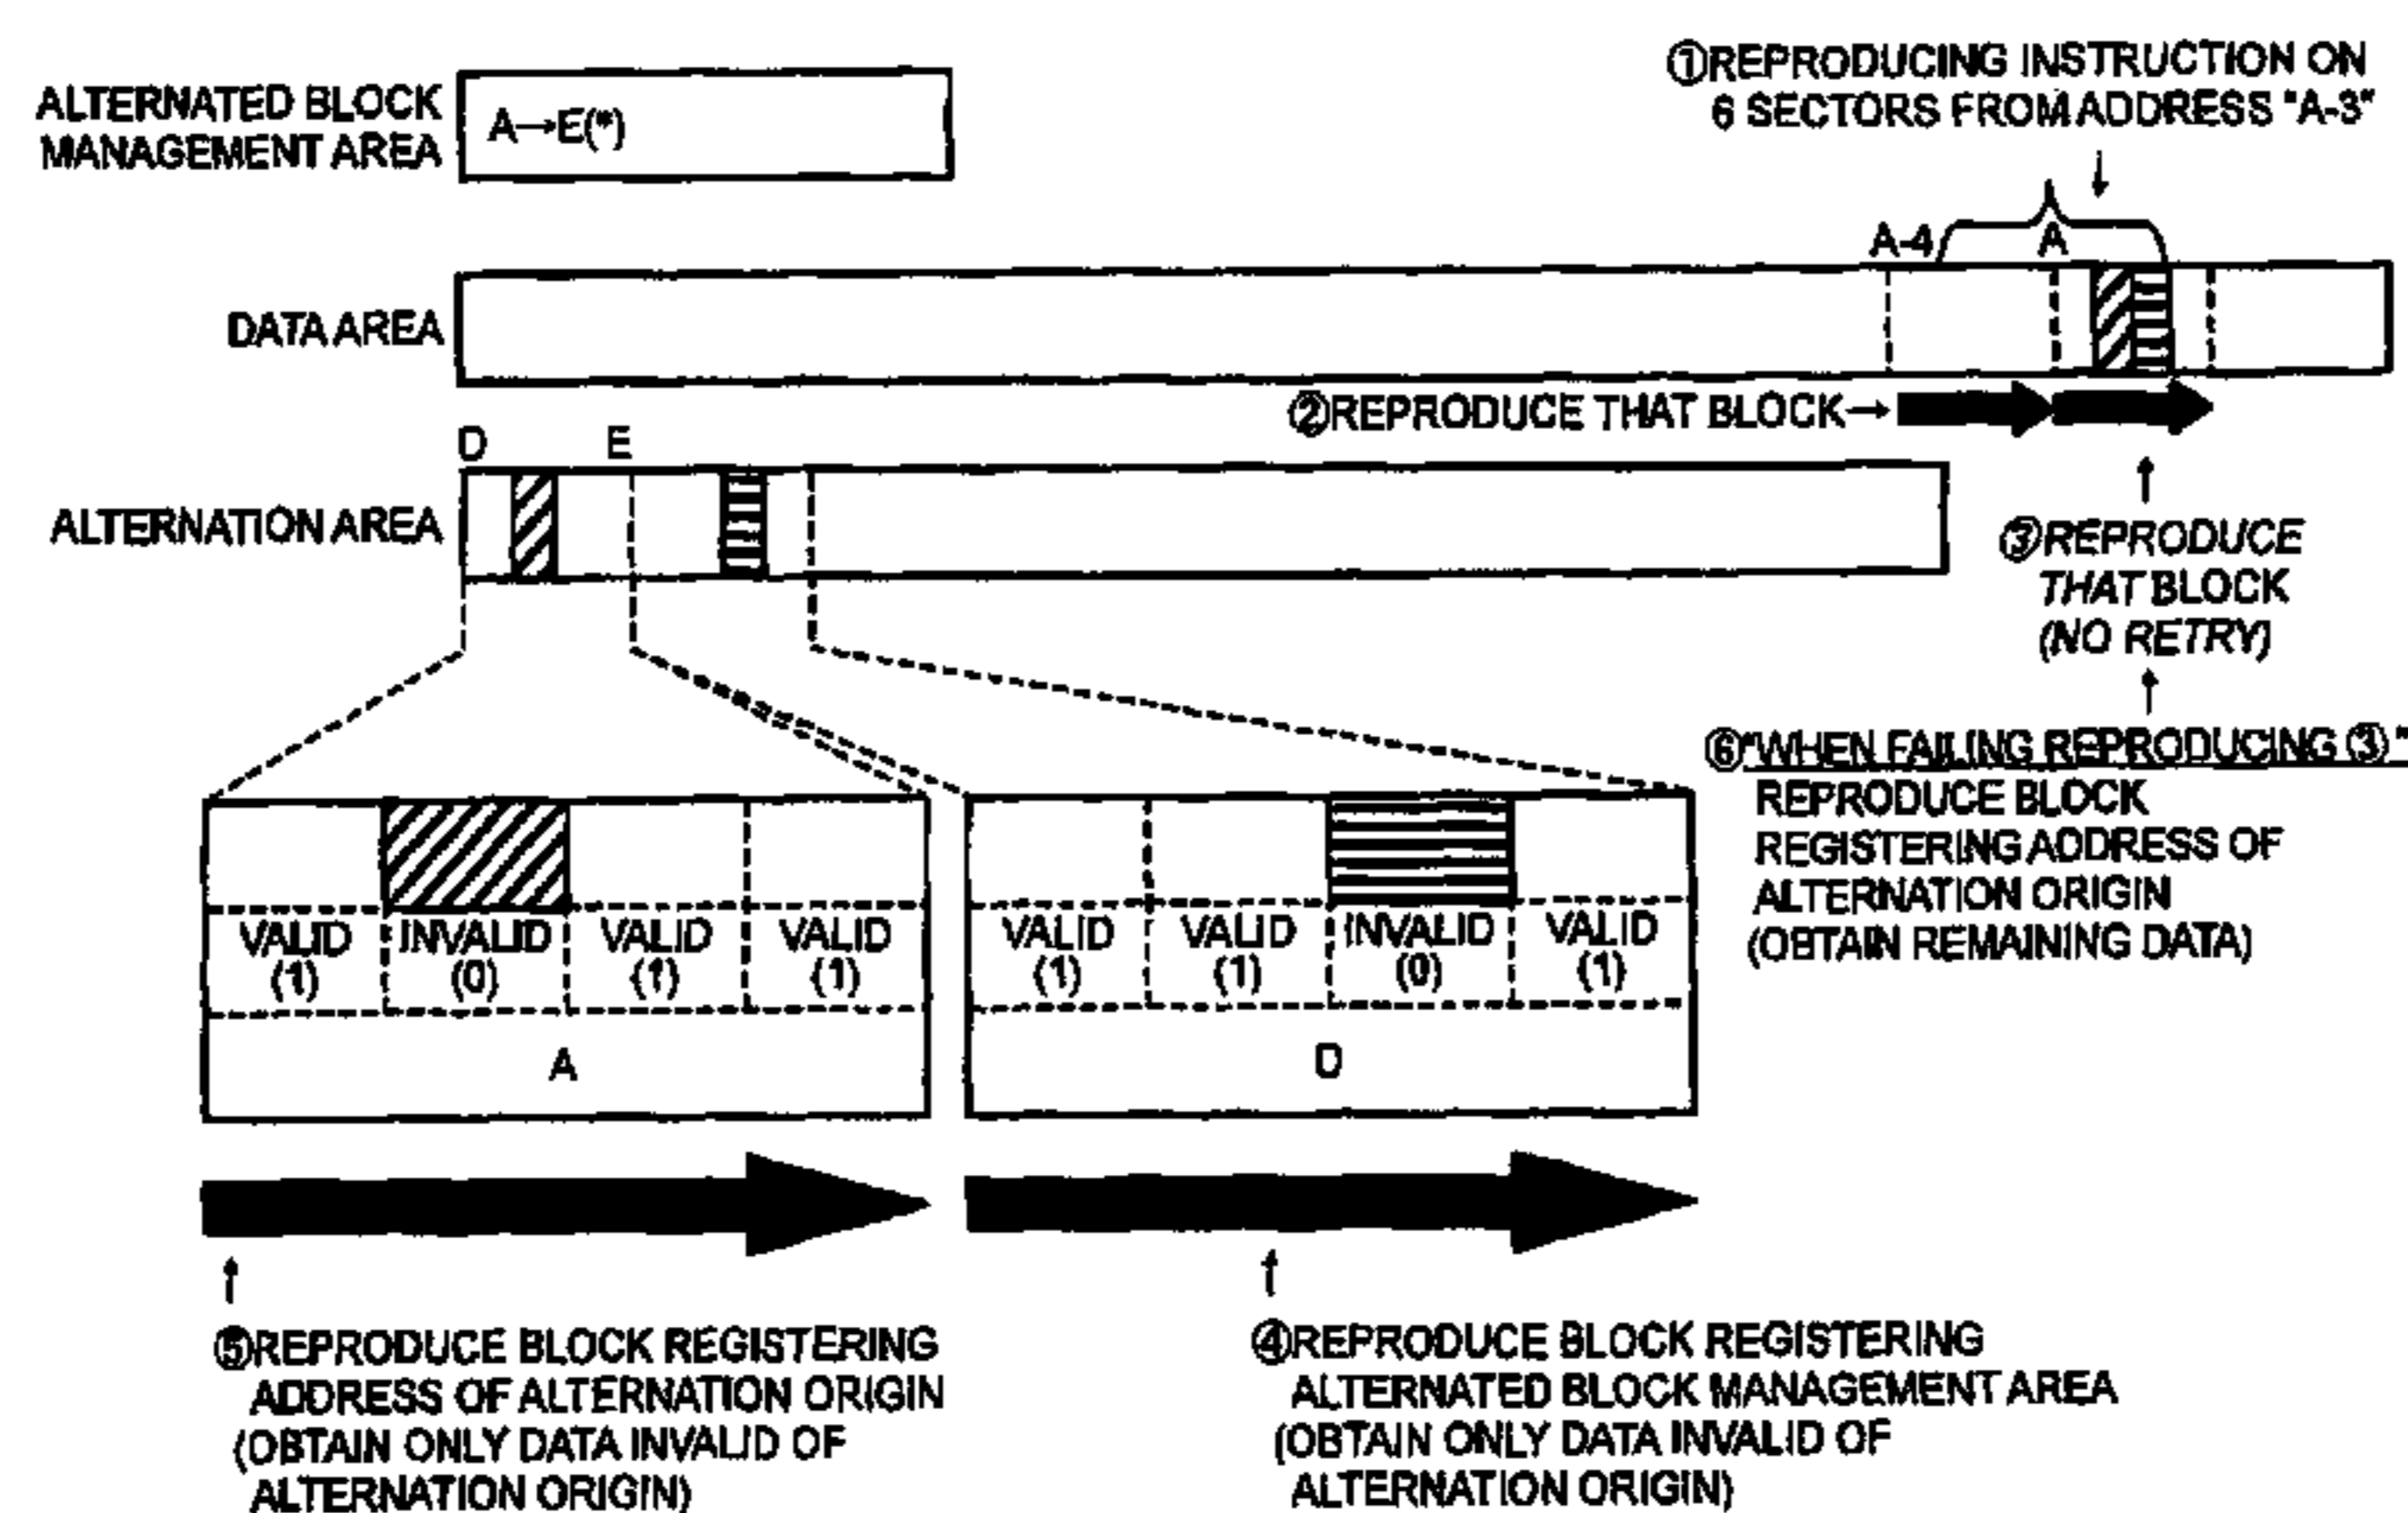 ALTERNATED BLOCK
MANAGEMENT AREA
A→E(*)
①REPRODUCING INSTRUCTION ON
6 SECTORS FROM ADDRESS "A-3"
A-4
A
DATA AREA
②REPRODUCE THAT BLOCK→
D
E
ALTERNATION AREA
③REPRODUCE
THAT BLOCK
(NO RETRY)
⑥"WHEN FAILING REPRODUCING ③"
REPRODUCE BLOCK
REGISTERING ADDRESS OF
ALTERNATION ORIGIN
(OBTAIN REMAINING DATA)
VALID
(1)
INVALID
(0)
VALID
(1)
VALID
(1)
A
VALID
(1)
VALID
(1)
INVALID
(0)
VALID
(1)
D
⑤REPRODUCE BLOCK REGISTERING
ADDRESS OF ALTERNATION ORIGIN
(OBTAIN ONLY DATA INVALID OF
ALTERNATION ORIGIN)
④REPRODUCE BLOCK REGISTERING
ALTERNATED BLOCK MANAGEMENT AREA
(OBTAIN ONLY DATA INVALID OF
ALTERNATION ORIGIN)